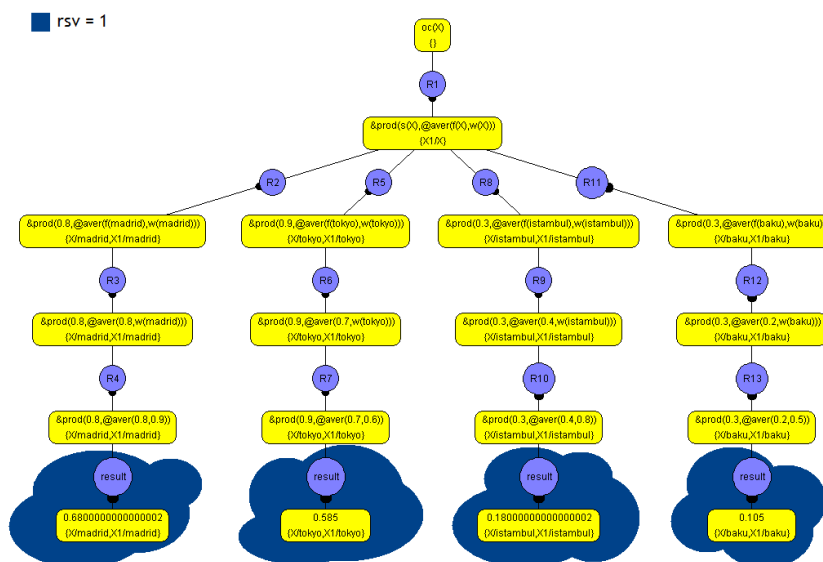 rsv = 1
oc(X)
{}
R1
&prod(s(X),@aver(f(X),w(X)))
{X1/X}
R2
R5
R8
R11
&prod(0.8,@aver(f(madrid),w(madrid)))
{X/madrid,X1/madrid}
&prod(0.9,@aver(f(tokyo),w(tokyo)))
{X/tokyo,X1/tokyo}
&prod(0.3,@aver(f(istambul),w(istambul)))
{X/istambul,X1/istambul}
&prod(0.3,@aver(f(baku),w(baku)
{X/baku,X1/baku}
R3
R6
R9
R12
&prod(0.8,@aver(0.8,w(madrid)))
{X/madrid,X1/madrid}
&prod(0.9,@aver(0.7,w(tokyo)))
{X/tokyo,X1/tokyo}
&prod(0.3,@aver(0.4,w(istambul)))
{X/istambul,X1/istambul}
&prod(0.3,@aver(0.2,w(baku)))
{X/baku,X1/baku}
R4
R7
R10
R13
&prod(0.8,@aver(0.8,0.9))
{X/madrid,X1/madrid}
&prod(0.9,@aver(0.7,0.6))
{X/tokyo,X1/tokyo}
&prod(0.3,@aver(0.4,0.8))
{X/istambul,X1/istambul}
&prod(0.3,@aver(0.2,0.5))
{X/baku,X1/baku}
result
result
result
result
0.6800000000000002
{X/madrid,X1/madrid}
0.585
{X/tokyo,X1/tokyo}
0.18000000000000002
{X/istambul,X1/istambul}
0.105
{X/baku,X1/baku}